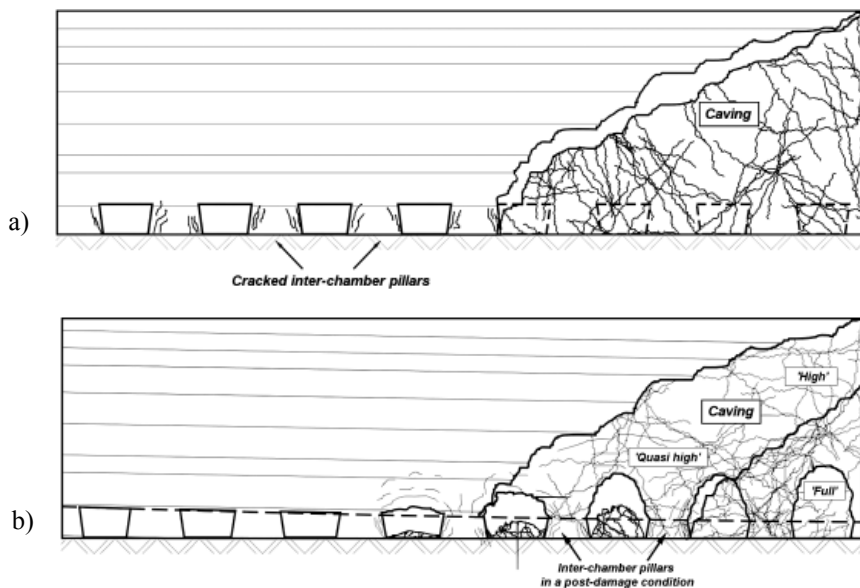 Caving
a)
Cracked inter-chamber pillars
'High'
Caving
'Quasi high'
'Full'
b)
Inter-chamber pillars
in a post-damage condition